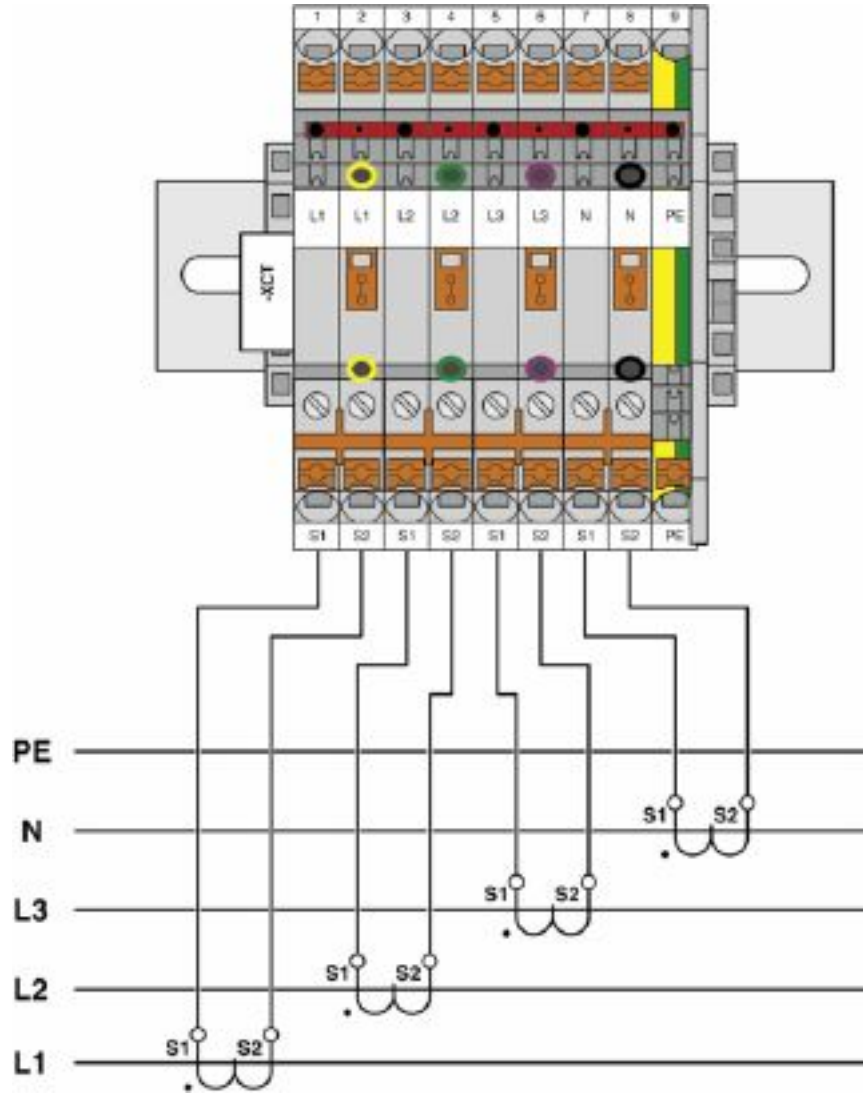 1 2 3 4 5 6 7 8 9
L1 L1 L2 L2 L3 L3 N N PE
-XCT
S1 S2 S1 S2 S1 S2 S1 S2 PE
PE
S1 S2
N
S1 S2
L3
S1 S2
L2
S1 S2
L1